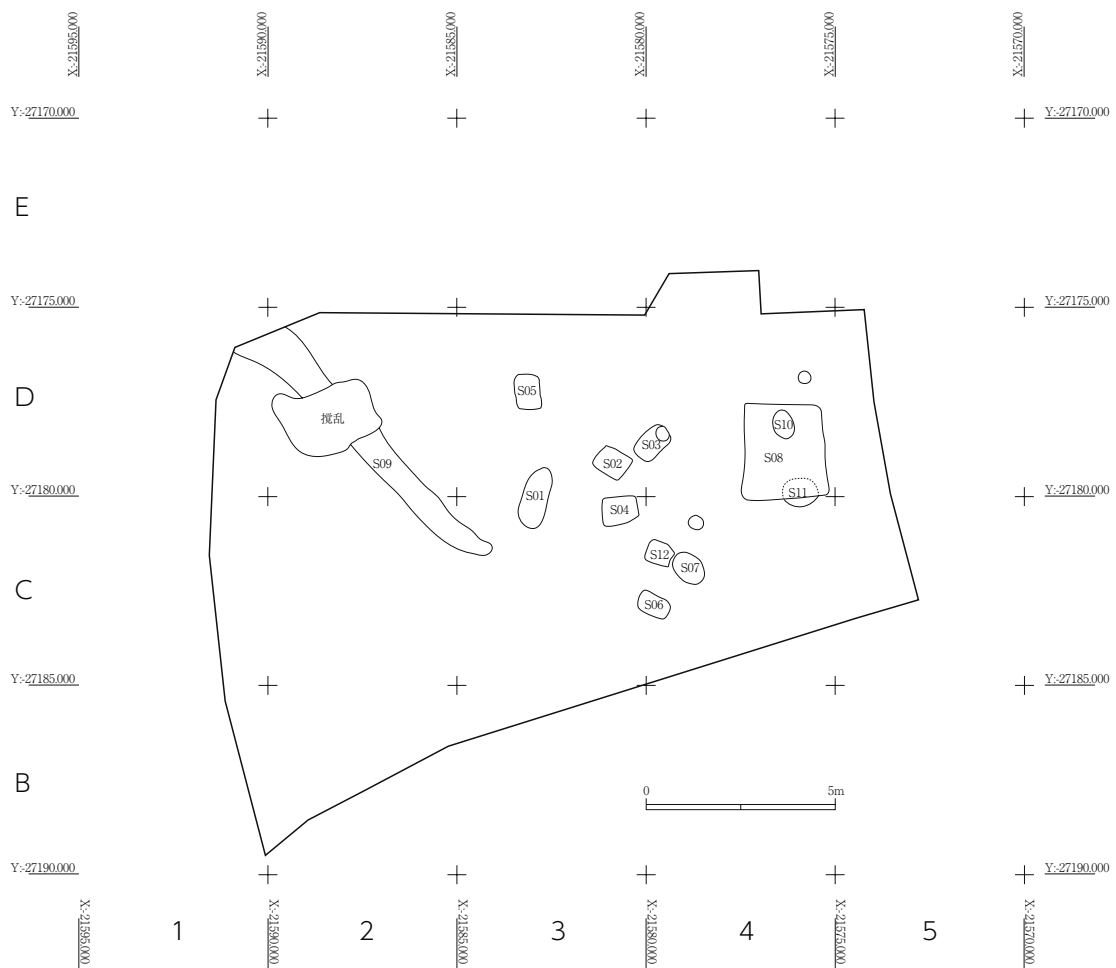 X:-21595.000
X:-21590.000
X:-21585.000
X:-21580.000
X:-21575.000
X:-21570.000
Y:-27170.000
Y:-27170.000
E
Y:-27175.000
Y:-27175.000
D
S05
S10
撹乱
S03
S09
S02
S08
S01
S11
Y:-27180.000
Y:-27180.000
S04
S12
S07
C
S06
Y:-27185.000
Y:-27185.000
B
0
5m
Y:-27190.000
Y:-27190.000
X:-21595.000
1
X:-21590.000
2
X:-21585.000
3
X:-21580.000
4
X:-21575.000
5
X:-21570.000